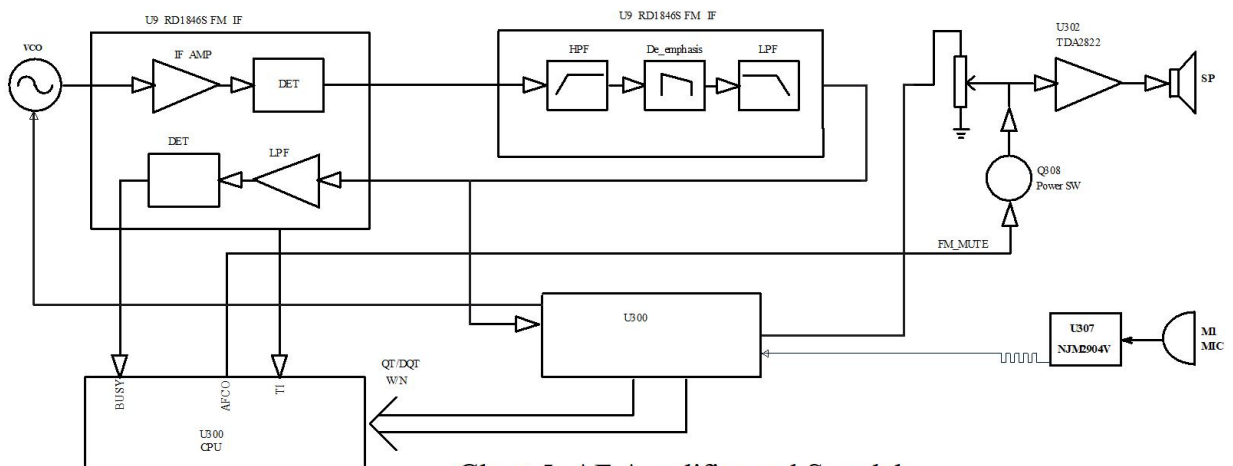 U9 RD1846S FM IF
U9 RD1846S FM IF
U302
TDA2822
VCO
IF AMP
HPF
De_emphasis
LPF
DET
SP
DET
LPF
Q308
Power SW
FM_MUTE
U300
U307
NJM2904V
M1
MIC
QT/DQT
W/N
BUSY
AFCO
TI
U300
CPU